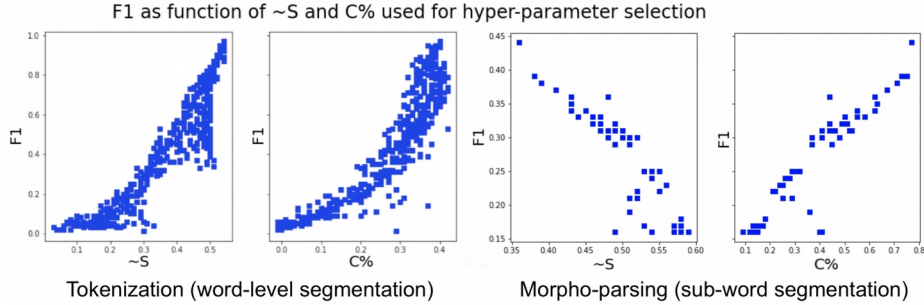 F1 as function of ~S and C% used for hyper-parameter selection
1.0
0.8
0.6
0.4
0.2
0.0
F1
0.1 0.2 0.3 0.4 0.5
~S
F1
0.0 0.1 0.2 0.3 0.4
C%
0.45
0.40
0.35
0.30
0.25
0.20
0.15
F1
0.35 0.40 0.45 0.50 0.55 0.60
~S
F1
0.1 0.2 0.3 0.4 0.5 0.6 0.7 0.8
C%
Tokenization (word-level segmentation)
Morpho-parsing (sub-word segmentation)